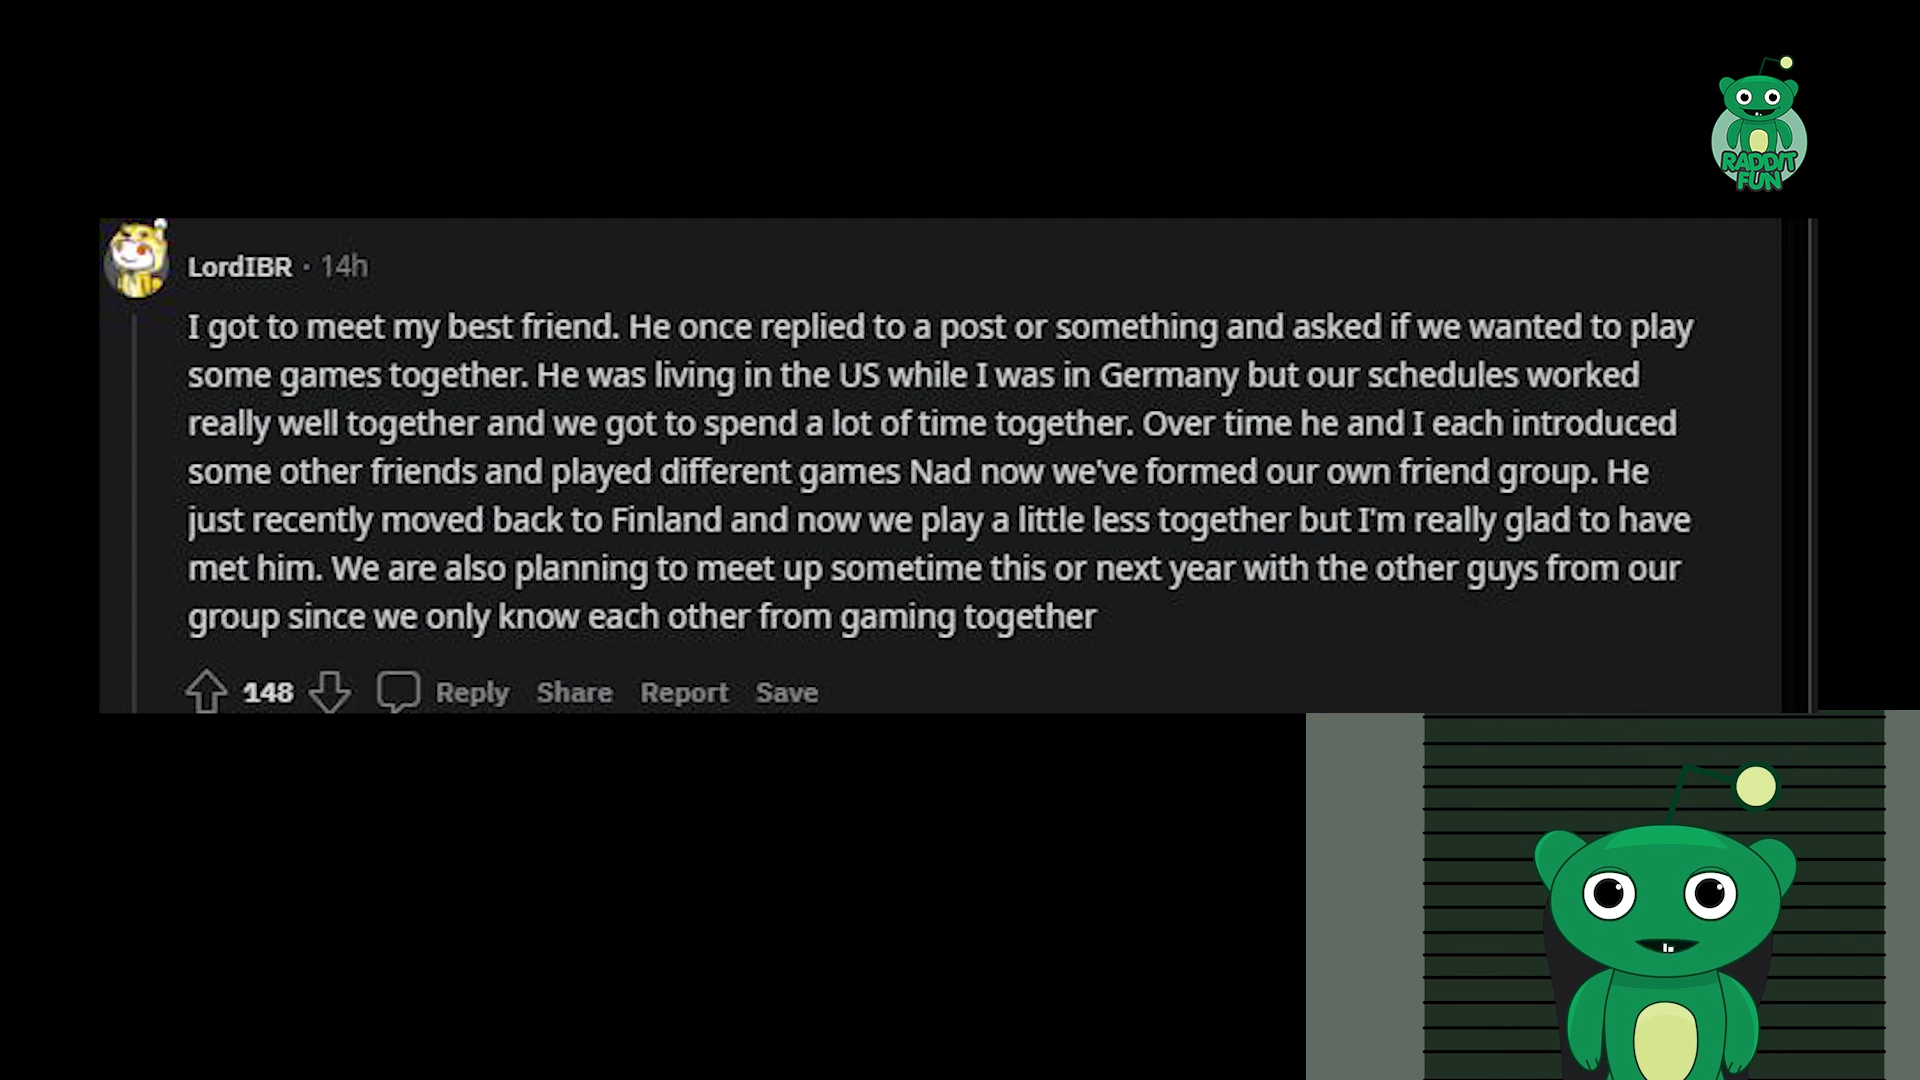 RADDIT
FUN
LordIBR · 14h
I got to meet my best friend. He once replied to a post or something and asked if we wanted to play
some games together. He was living in the US while I was in Germany but our schedules worked
really well together and we got to spend a lot of time together. Over time he and I each introduced
some other friends and played different games Nad now we've formed our own friend group. He
just recently moved back to Finland and now we play a little less together but I'm really glad to have
met him. We are also planning to meet up sometime this or next year with the other guys from our
group since we only know each other from gaming together
148 Reply Share Report Save